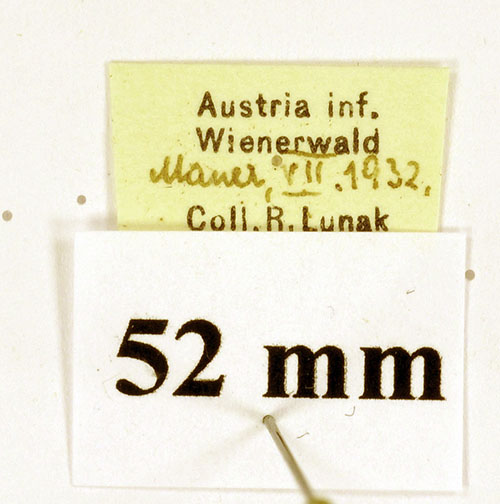 Austria inf.
Wienerwald
Mauer, VII.1932.
Coll. R. Lunak
52 mm